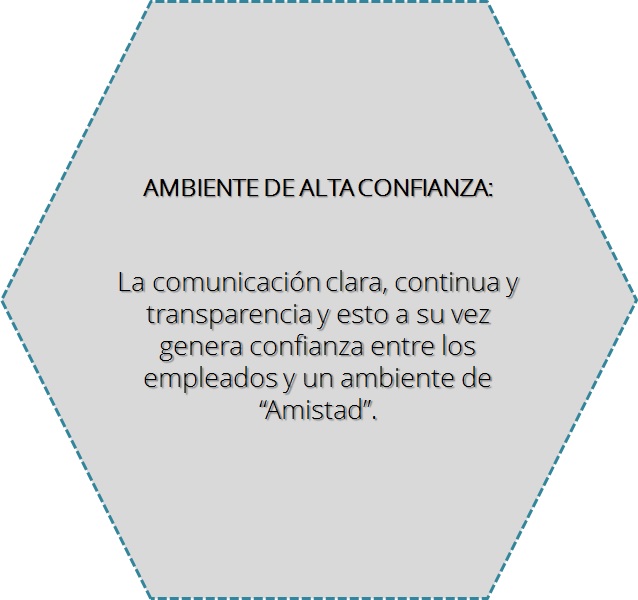 AMBIENTE DE ALTA CONFIANZA:
La comunicación clara, continua y
transparencia y esto a su vez
genera confianza entre los
empleados y un ambiente de
“Amistad”.